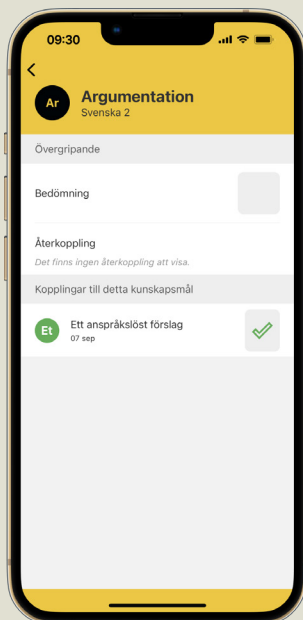 09:30
Ar
Argumentation
Svenska 2
Övergripande
Bedömning
Återkoppling
Det finns ingen återkoppling att visa.
Kopplingar till detta kunskapsmål
Et
Ett anspråkslöst förslag
07 sep